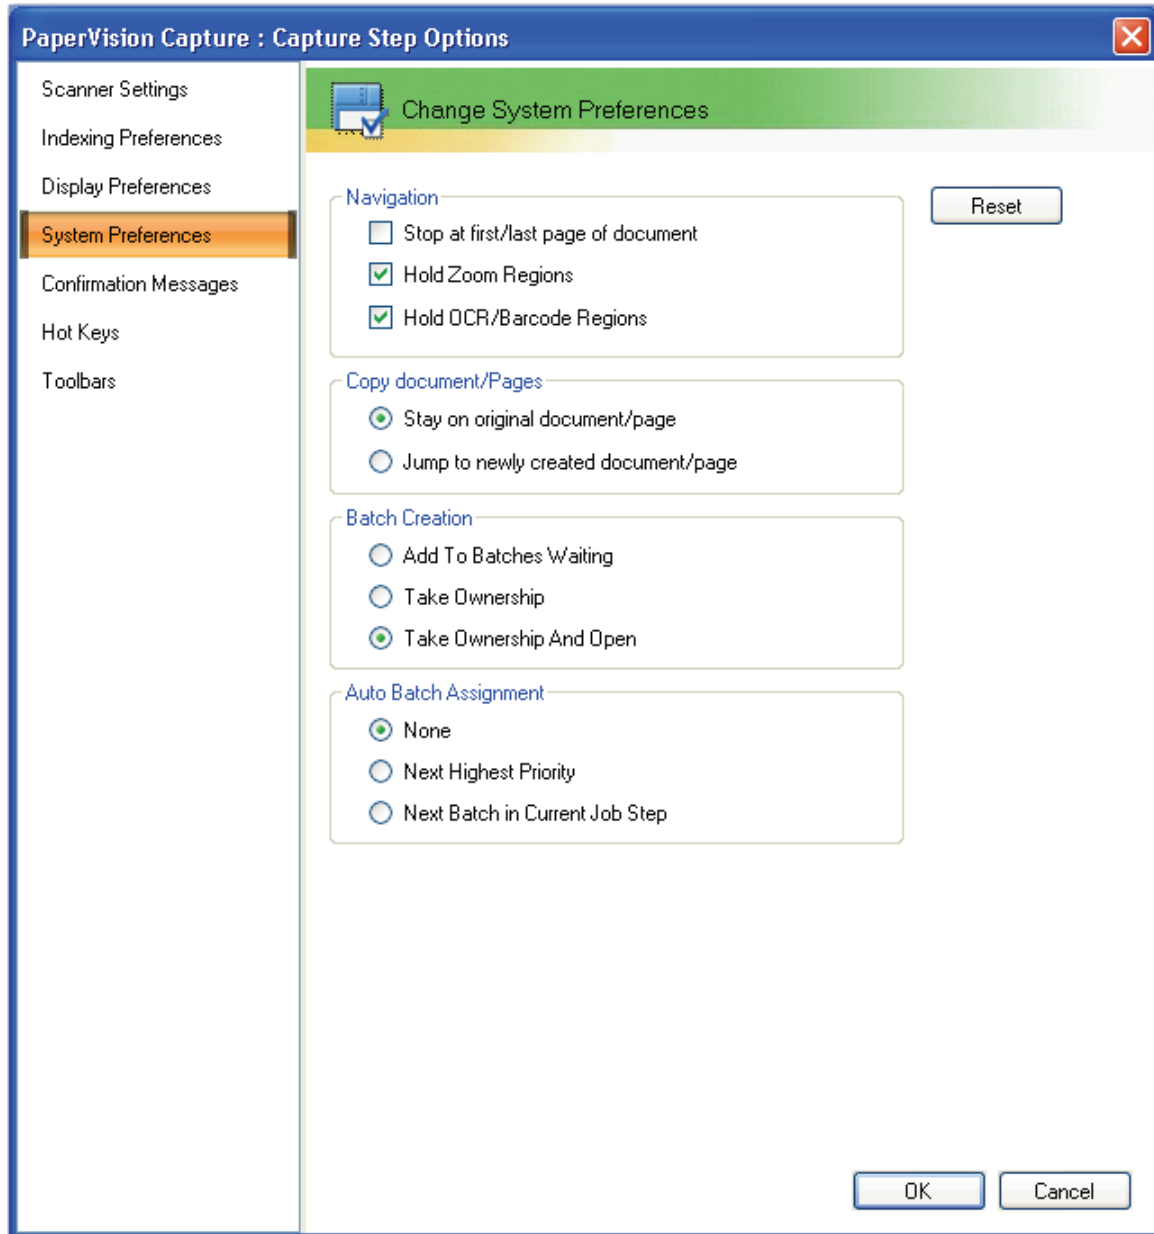 PaperVision Capture : Capture Step Options
Scanner Settings
Indexing Preferences
Display Preferences
System Preferences
Confirmation Messages
Hot Keys
Toolbars
Change System Preferences
Reset
Navigation
Stop at first/last page of document
Hold Zoom Regions
Hold OCR/Barcode Regions
Copy document/Pages
Stay on original document/page
Jump to newly created document/page
Batch Creation
Add To Batches Waiting
Take Ownership
Take Ownership And Open
Auto Batch Assignment
None
Next Highest Priority
Next Batch in Current Job Step
OK
Cancel